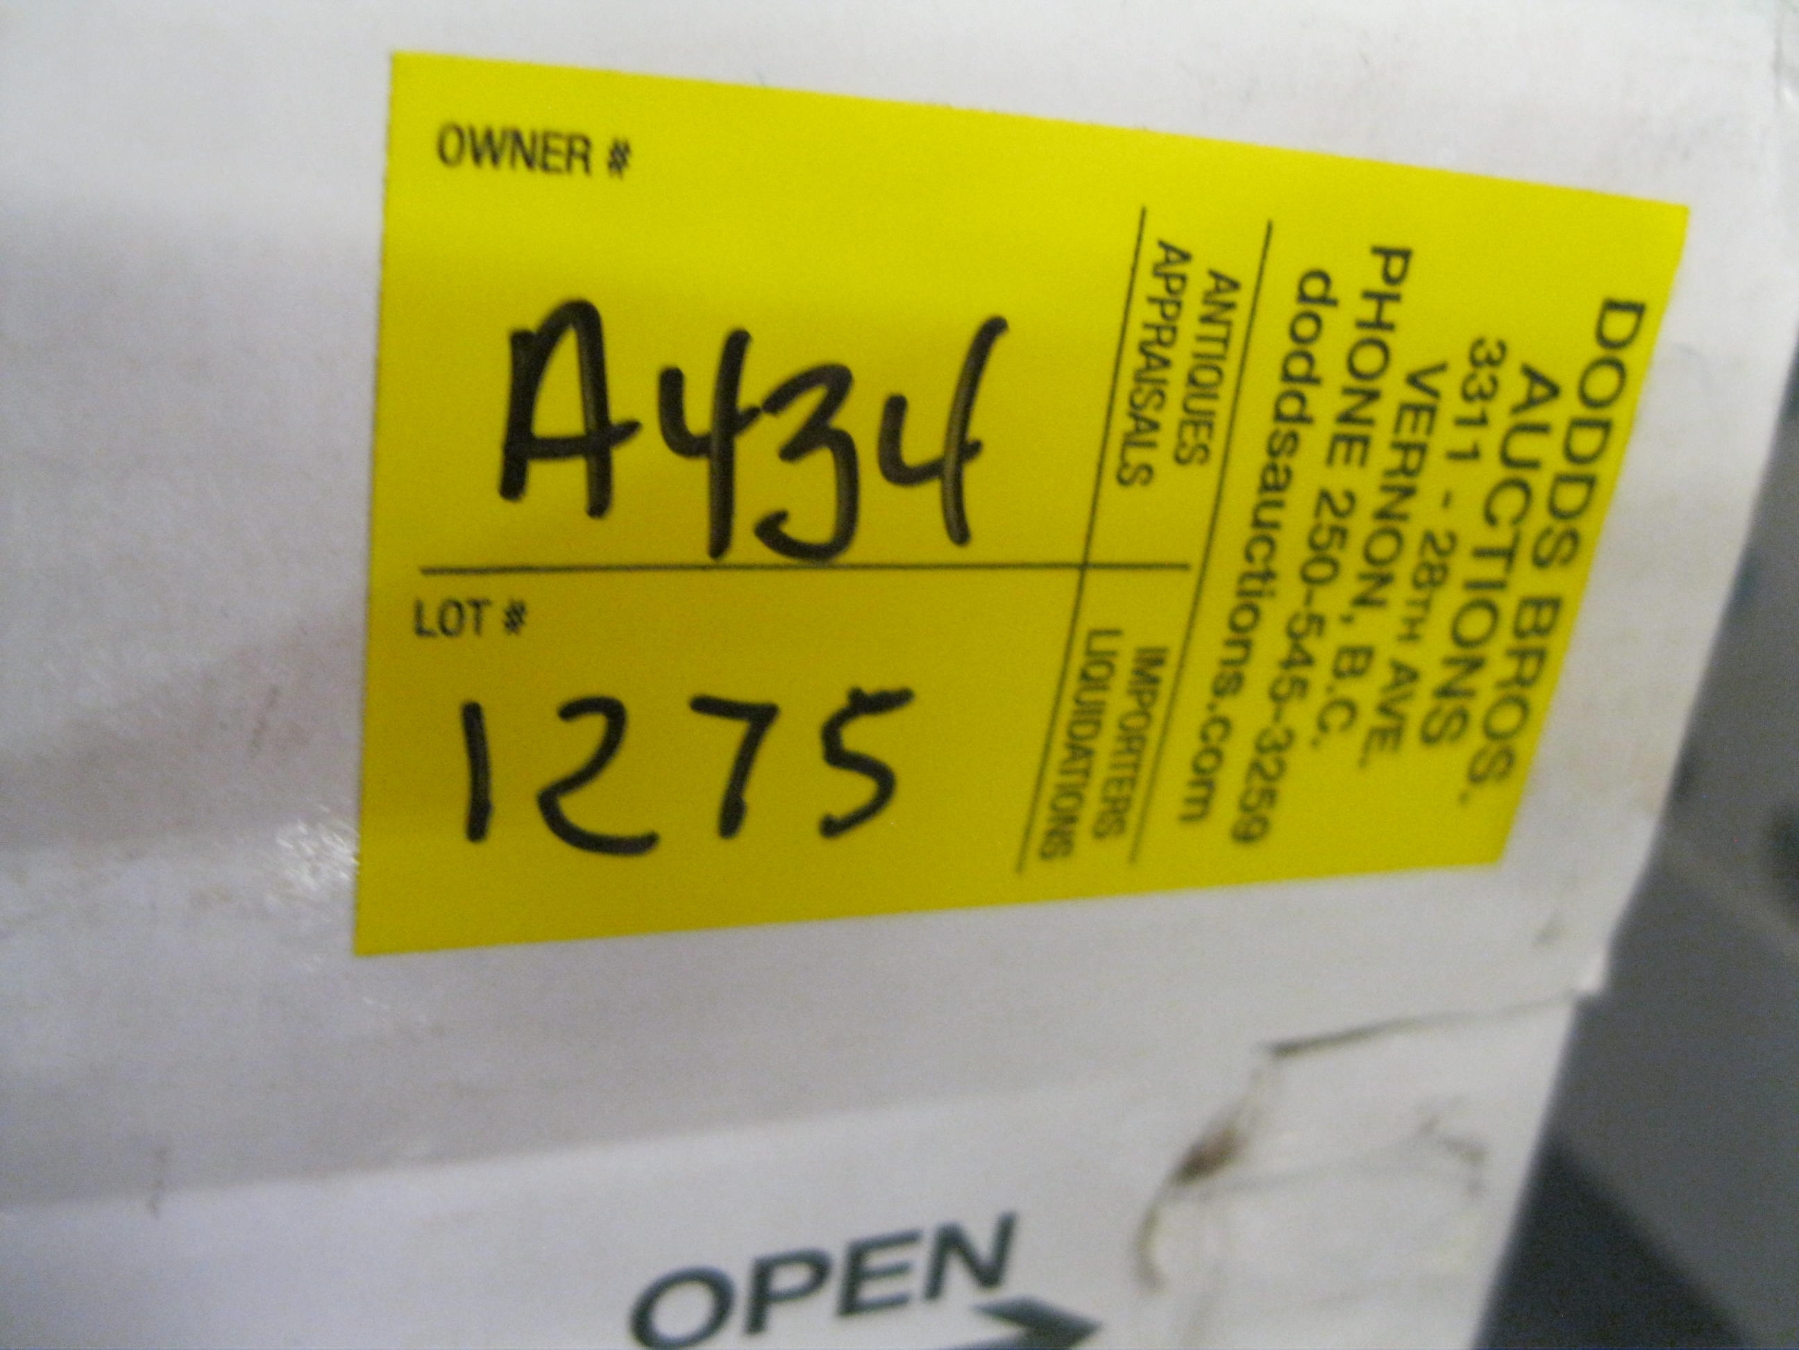 OWNER #
A434
LOT #
1275
DODDS BROS.
AUCTIONS
3311 - 28TH AVE.
VERNON, B.C.
PHONE 250-545-3259
doddsauctions.com
ANTIQUES
APPRAISALS
IMPORTERS
LIQUIDATIONS
OPEN